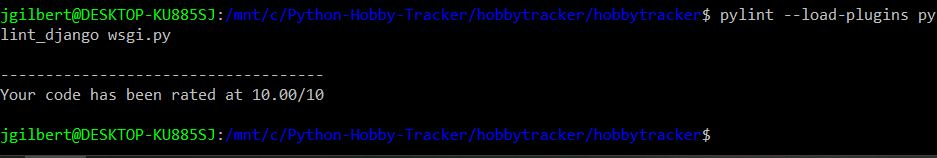 jgilbert@DESKTOP-KU885SJ:/mnt/c/Python-Hobby-Tracker/hobbytracker/hobbytracker$ pylint --load-plugins py
lint_django wsgi.py
------------------------------------
Your code has been rated at 10.00/10
jgilbert@DESKTOP-KU885SJ:/mnt/c/Python-Hobby-Tracker/hobbytracker/hobbytracker$